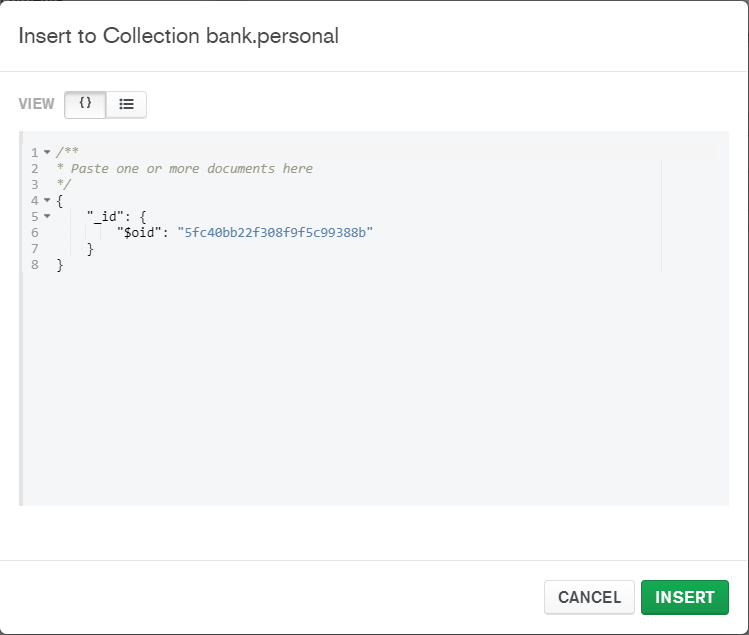 Insert to Collection bank.personal
VIEW {}
1 /**
2 * Paste one or more documents here
3 */
4 {
5 "_id": {
6 "$oid": "5fc40bb22f308f9f5c99388b"
7 }
8 }
CANCEL INSERT